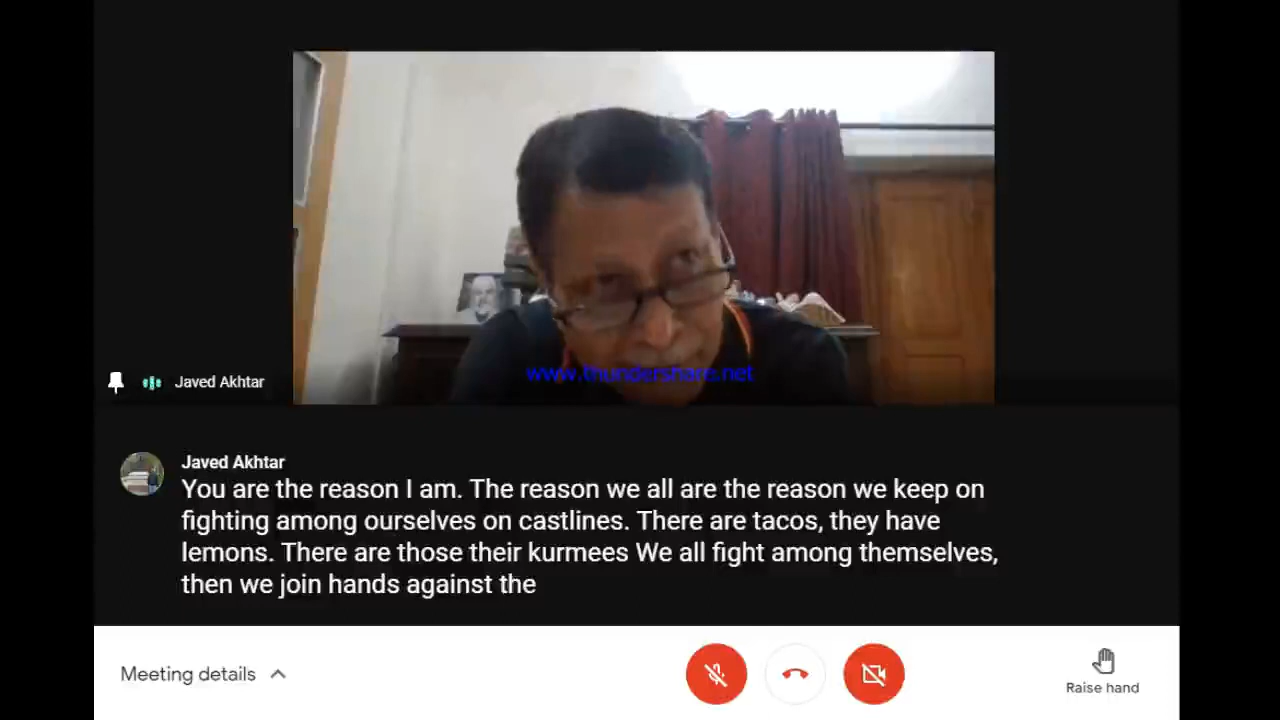 www.thundershare.net
Javed Akhtar
Javed Akhtar
You are the reason I am. The reason we all are the reason we keep on
fighting among ourselves on castlines. There are tacos, they have
lemons. There are those their kurmees We all fight among themselves,
then we join hands against the
Meeting details
Raise hand